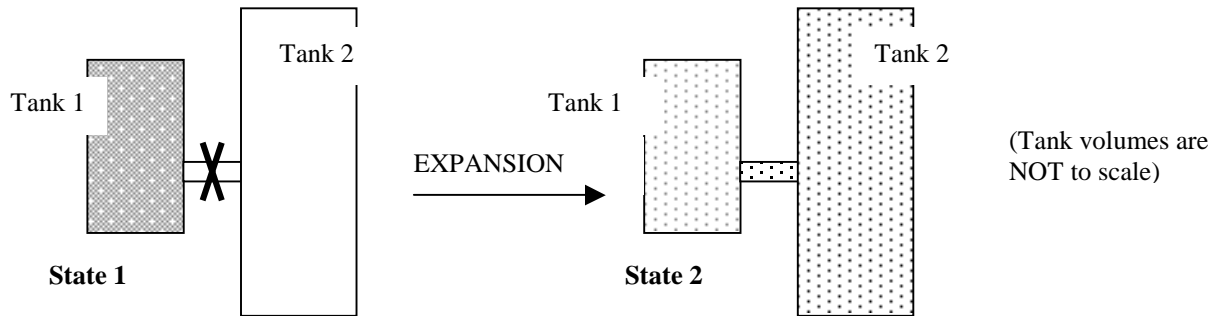 Tank 2
Tank 1
State 1
EXPANSION
Tank 2
Tank 1
State 2
(Tank volumes are
NOT to scale)